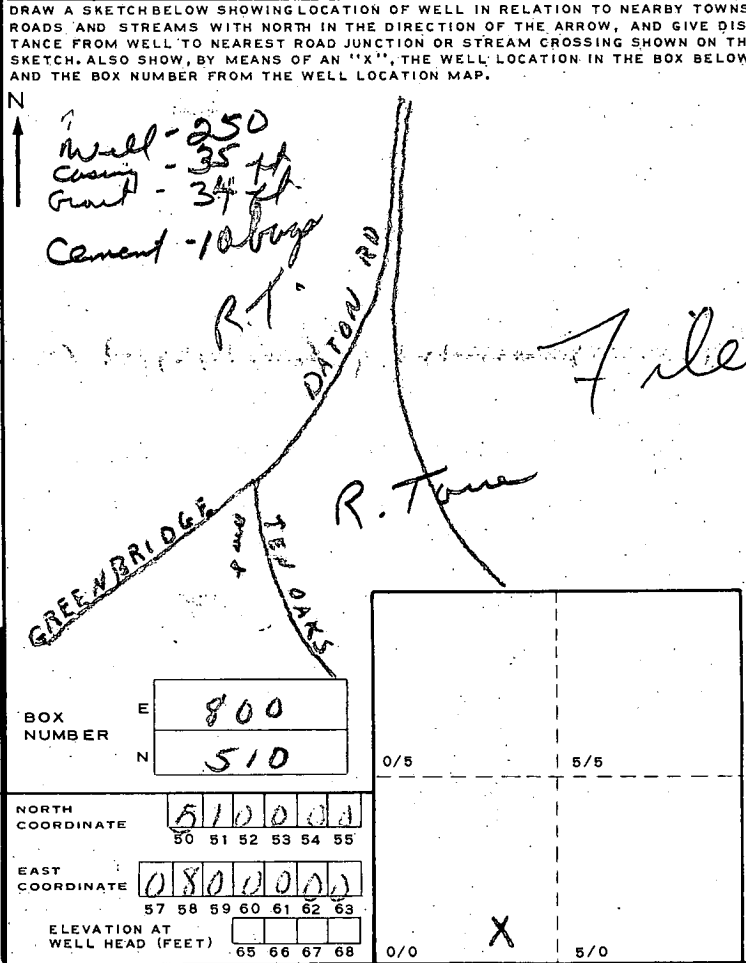 DRAW A SKETCH BELOW SHOWING LOCATION OF WELL IN RELATION TO NEARBY TOWNS
ROADS AND STREAMS WITH NORTH IN THE DIRECTION OF THE ARROW, AND GIVE DIS
TANCE FROM WELL TO NEAREST ROAD JUNCTION OR STREAM CROSSING SHOWN ON TH
SKETCH. ALSO SHOW, BY MEANS OF AN "X", THE WELL LOCATION IN THE BOX BELOW
AND THE BOX NUMBER FROM THE WELL LOCATION MAP.
N
Well - 250
Casing - 35 ft
Grout - 34 ft
Cement - 10 bags
R.T.
DATON RD
File
R.
GREENBRIDGE
TEN OAKS
BOX NUMBER
E 800
N 510
0/5 5/5
NORTH COORDINATE 510000
50 51 52 53 54 55
EAST COORDINATE 0800000
57 58 59 60 61 62 63
ELEVATION AT WELL HEAD (FEET)
65 66 67 68
X
0/0 5/0